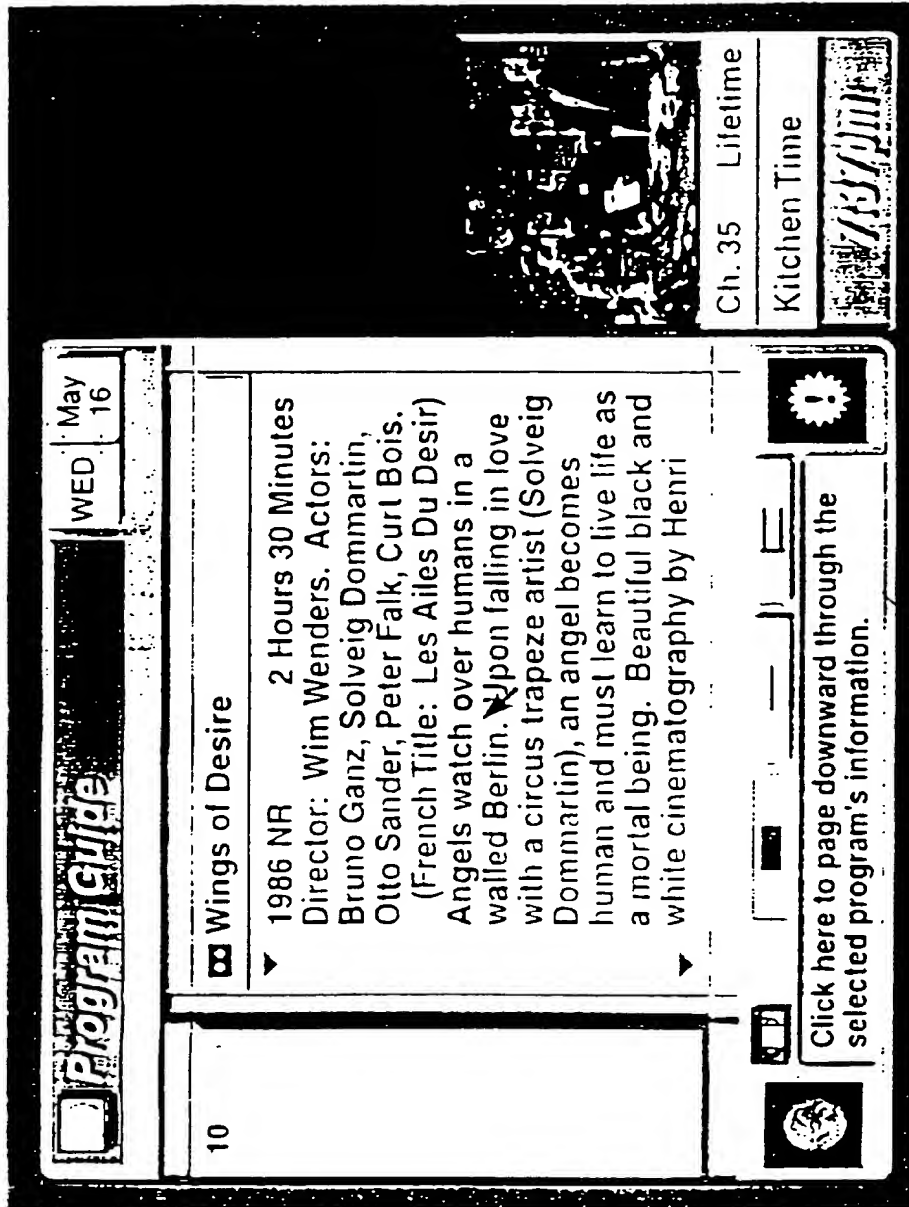 Program Guide
WED May 16
10
Wings of Desire
1986 NR 2 Hours 30 Minutes
Director: Wim Wenders. Actors:
Bruno Ganz, Solveig Dommartin,
Otto Sander, Peter Falk, Curt Bois.
(French Title: Les Ailes Du Desir)
Angels watch over humans in a
walled Berlin. Upon falling in love
with a circus trapeze artist (Solveig
Dommartin), an angel becomes
human and must learn to live life as
a mortal being. Beautiful black and
white cinematography by Henri
Click here to page downward through the
selected program's information.
!
Ch. 35 Lifetime
Kitchen Time